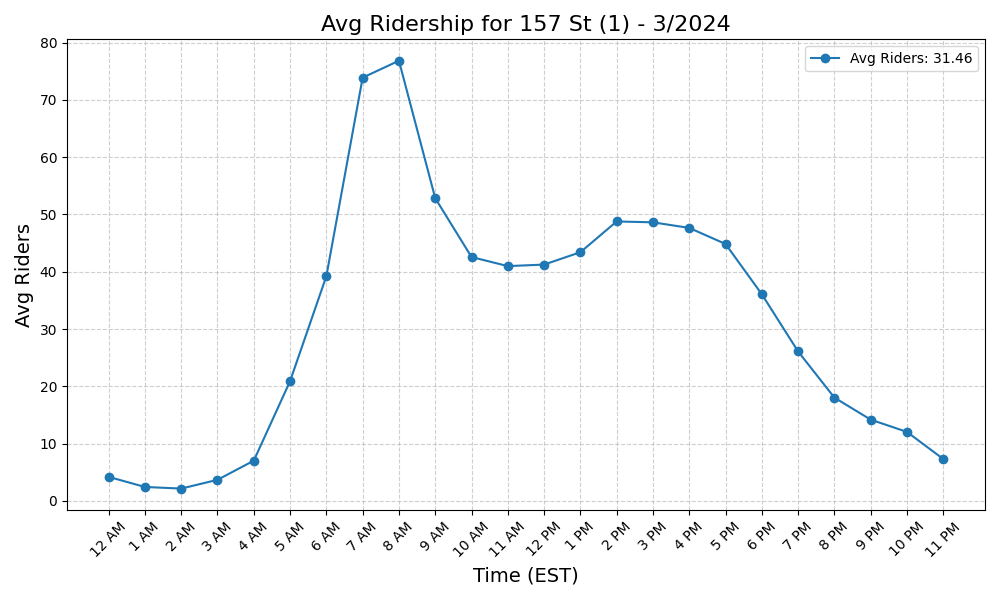 Avg Ridership for 157 St (1) - 3/2024
Avg Riders: 31.46
Avg Riders
80
70
60
50
40
30
20
10
0
12 AM
1 AM
2 AM
3 AM
4 AM
5 AM
6 AM
7 AM
8 AM
9 AM
10 AM
11 AM
12 PM
1 PM
2 PM
3 PM
4 PM
5 PM
6 PM
7 PM
8 PM
9 PM
10 PM
11 PM
Time (EST)